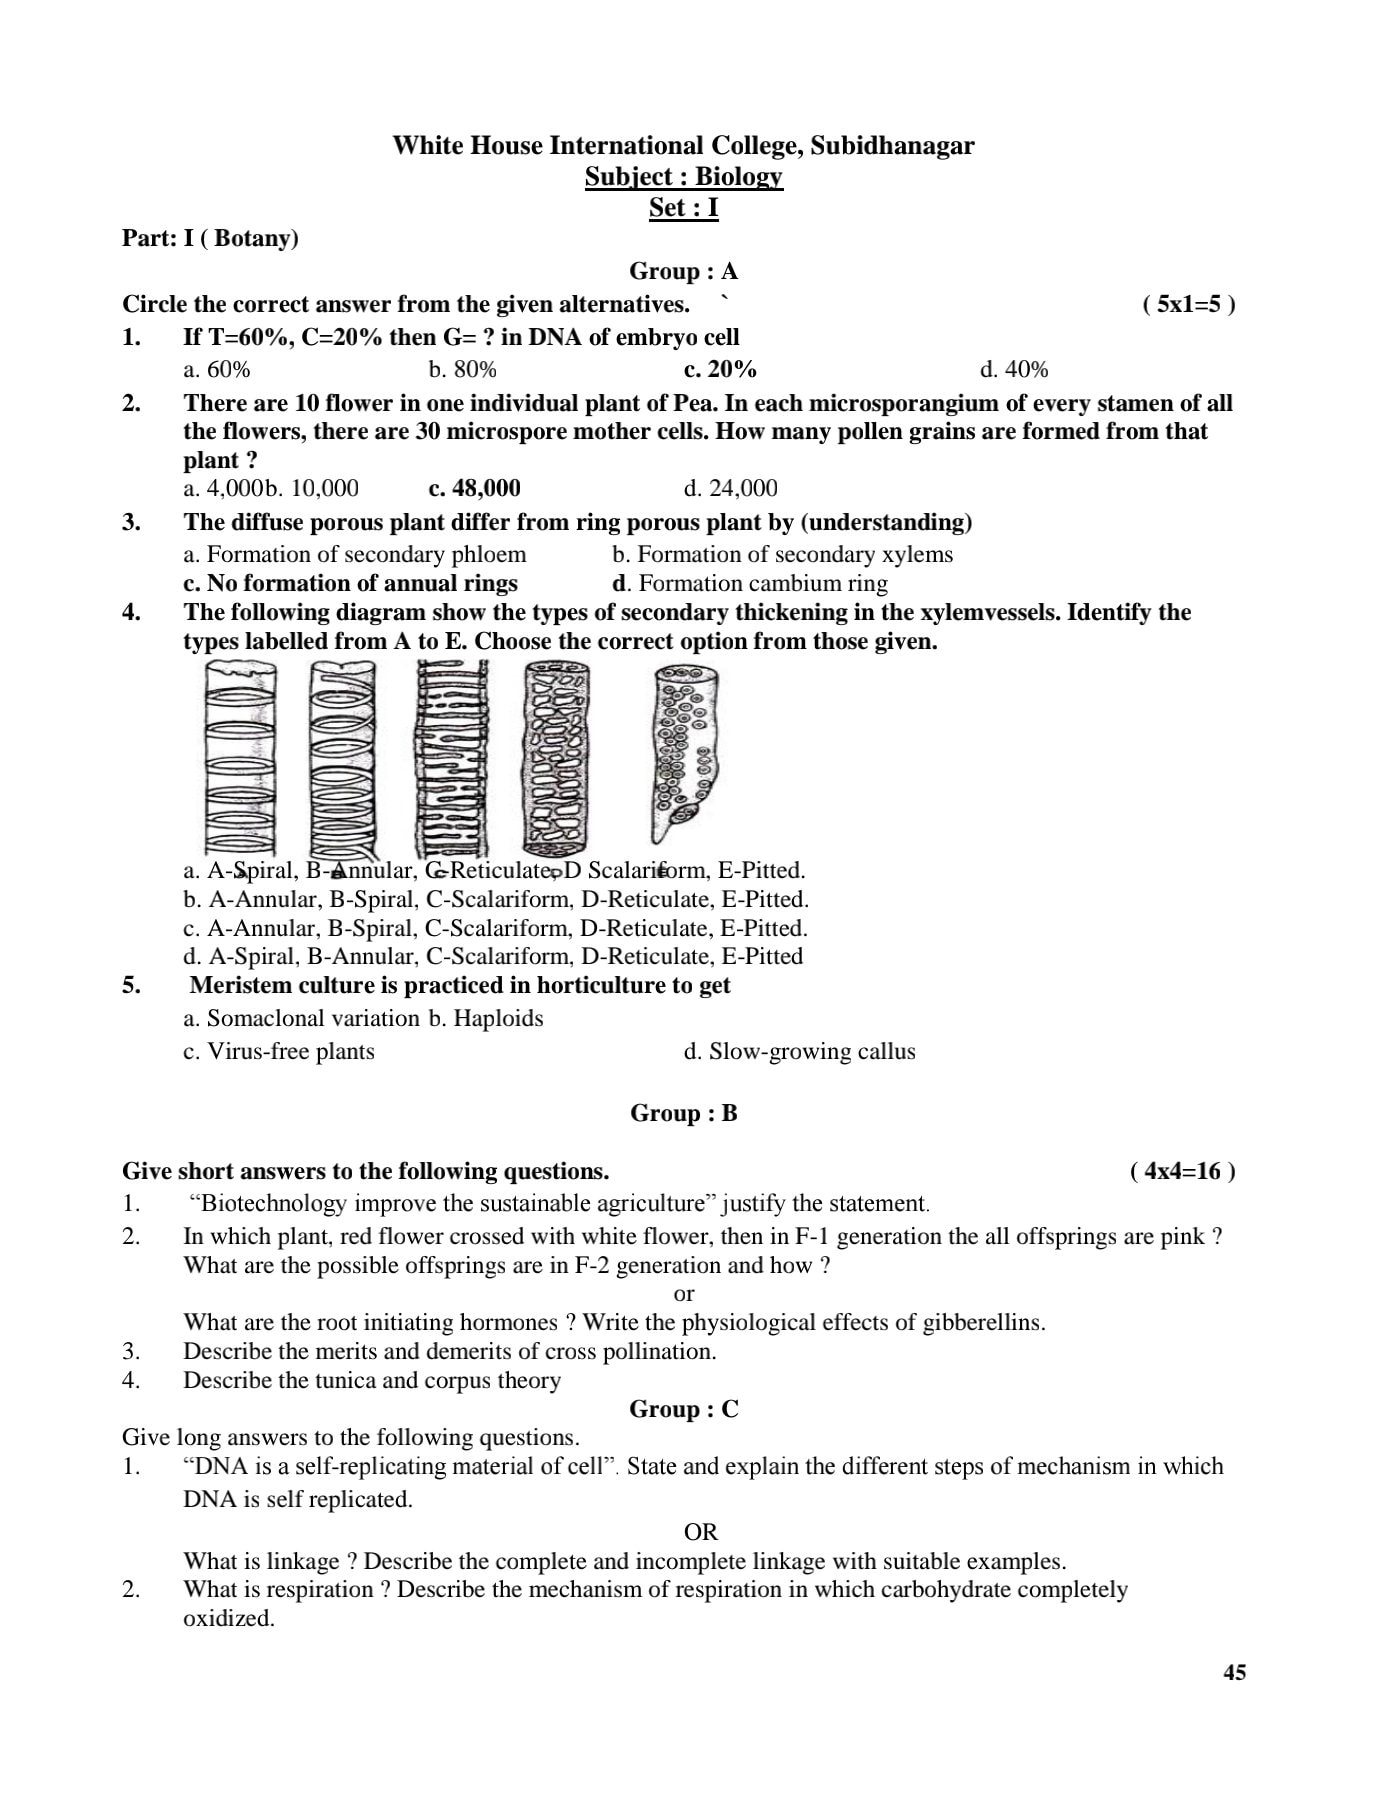 White House International College, Subidhanagar
Subject : Biology
Set : I
Part: I ( Botany)
Group : A
Circle the correct answer from the given alternatives. ` ( 5x1=5 )
1. If T=60%, C=20% then G= ? in DNA of embryo cell
a. 60% b. 80% c. 20% d. 40%
2. There are 10 flower in one individual plant of Pea. In each microsporangium of every stamen of all
the flowers, there are 30 microspore mother cells. How many pollen grains are formed from that
plant ?
a. 4,000b. 10,000 c. 48,000 d. 24,000
3. The diffuse porous plant differ from ring porous plant by (understanding)
a. Formation of secondary phloem b. Formation of secondary xylems
c. No formation of annual rings d. Formation cambium ring
4. The following diagram show the types of secondary thickening in the xylemvessels. Identify the
types labelled from A to E. Choose the correct option from those given.
A B C D E
a. A-Spiral, B-Annular, C-Reticulate, D Scalariform, E-Pitted.
b. A-Annular, B-Spiral, C-Scalariform, D-Reticulate, E-Pitted.
c. A-Annular, B-Spiral, C-Scalariform, D-Reticulate, E-Pitted.
d. A-Spiral, B-Annular, C-Scalariform, D-Reticulate, E-Pitted
5. Meristem culture is practiced in horticulture to get
a. Somaclonal variation b. Haploids
c. Virus-free plants d. Slow-growing callus
Group : B
Give short answers to the following questions. ( 4x4=16 )
1. “Biotechnology improve the sustainable agriculture” justify the statement.
2. In which plant, red flower crossed with white flower, then in F-1 generation the all offsprings are pink ?
What are the possible offsprings are in F-2 generation and how ?
or
What are the root initiating hormones ? Write the physiological effects of gibberellins.
3. Describe the merits and demerits of cross pollination.
4. Describe the tunica and corpus theory
Group : C
Give long answers to the following questions.
1. “DNA is a self-replicating material of cell”. State and explain the different steps of mechanism in which
DNA is self replicated.
OR
What is linkage ? Describe the complete and incomplete linkage with suitable examples.
2. What is respiration ? Describe the mechanism of respiration in which carbohydrate completely
oxidized.
45